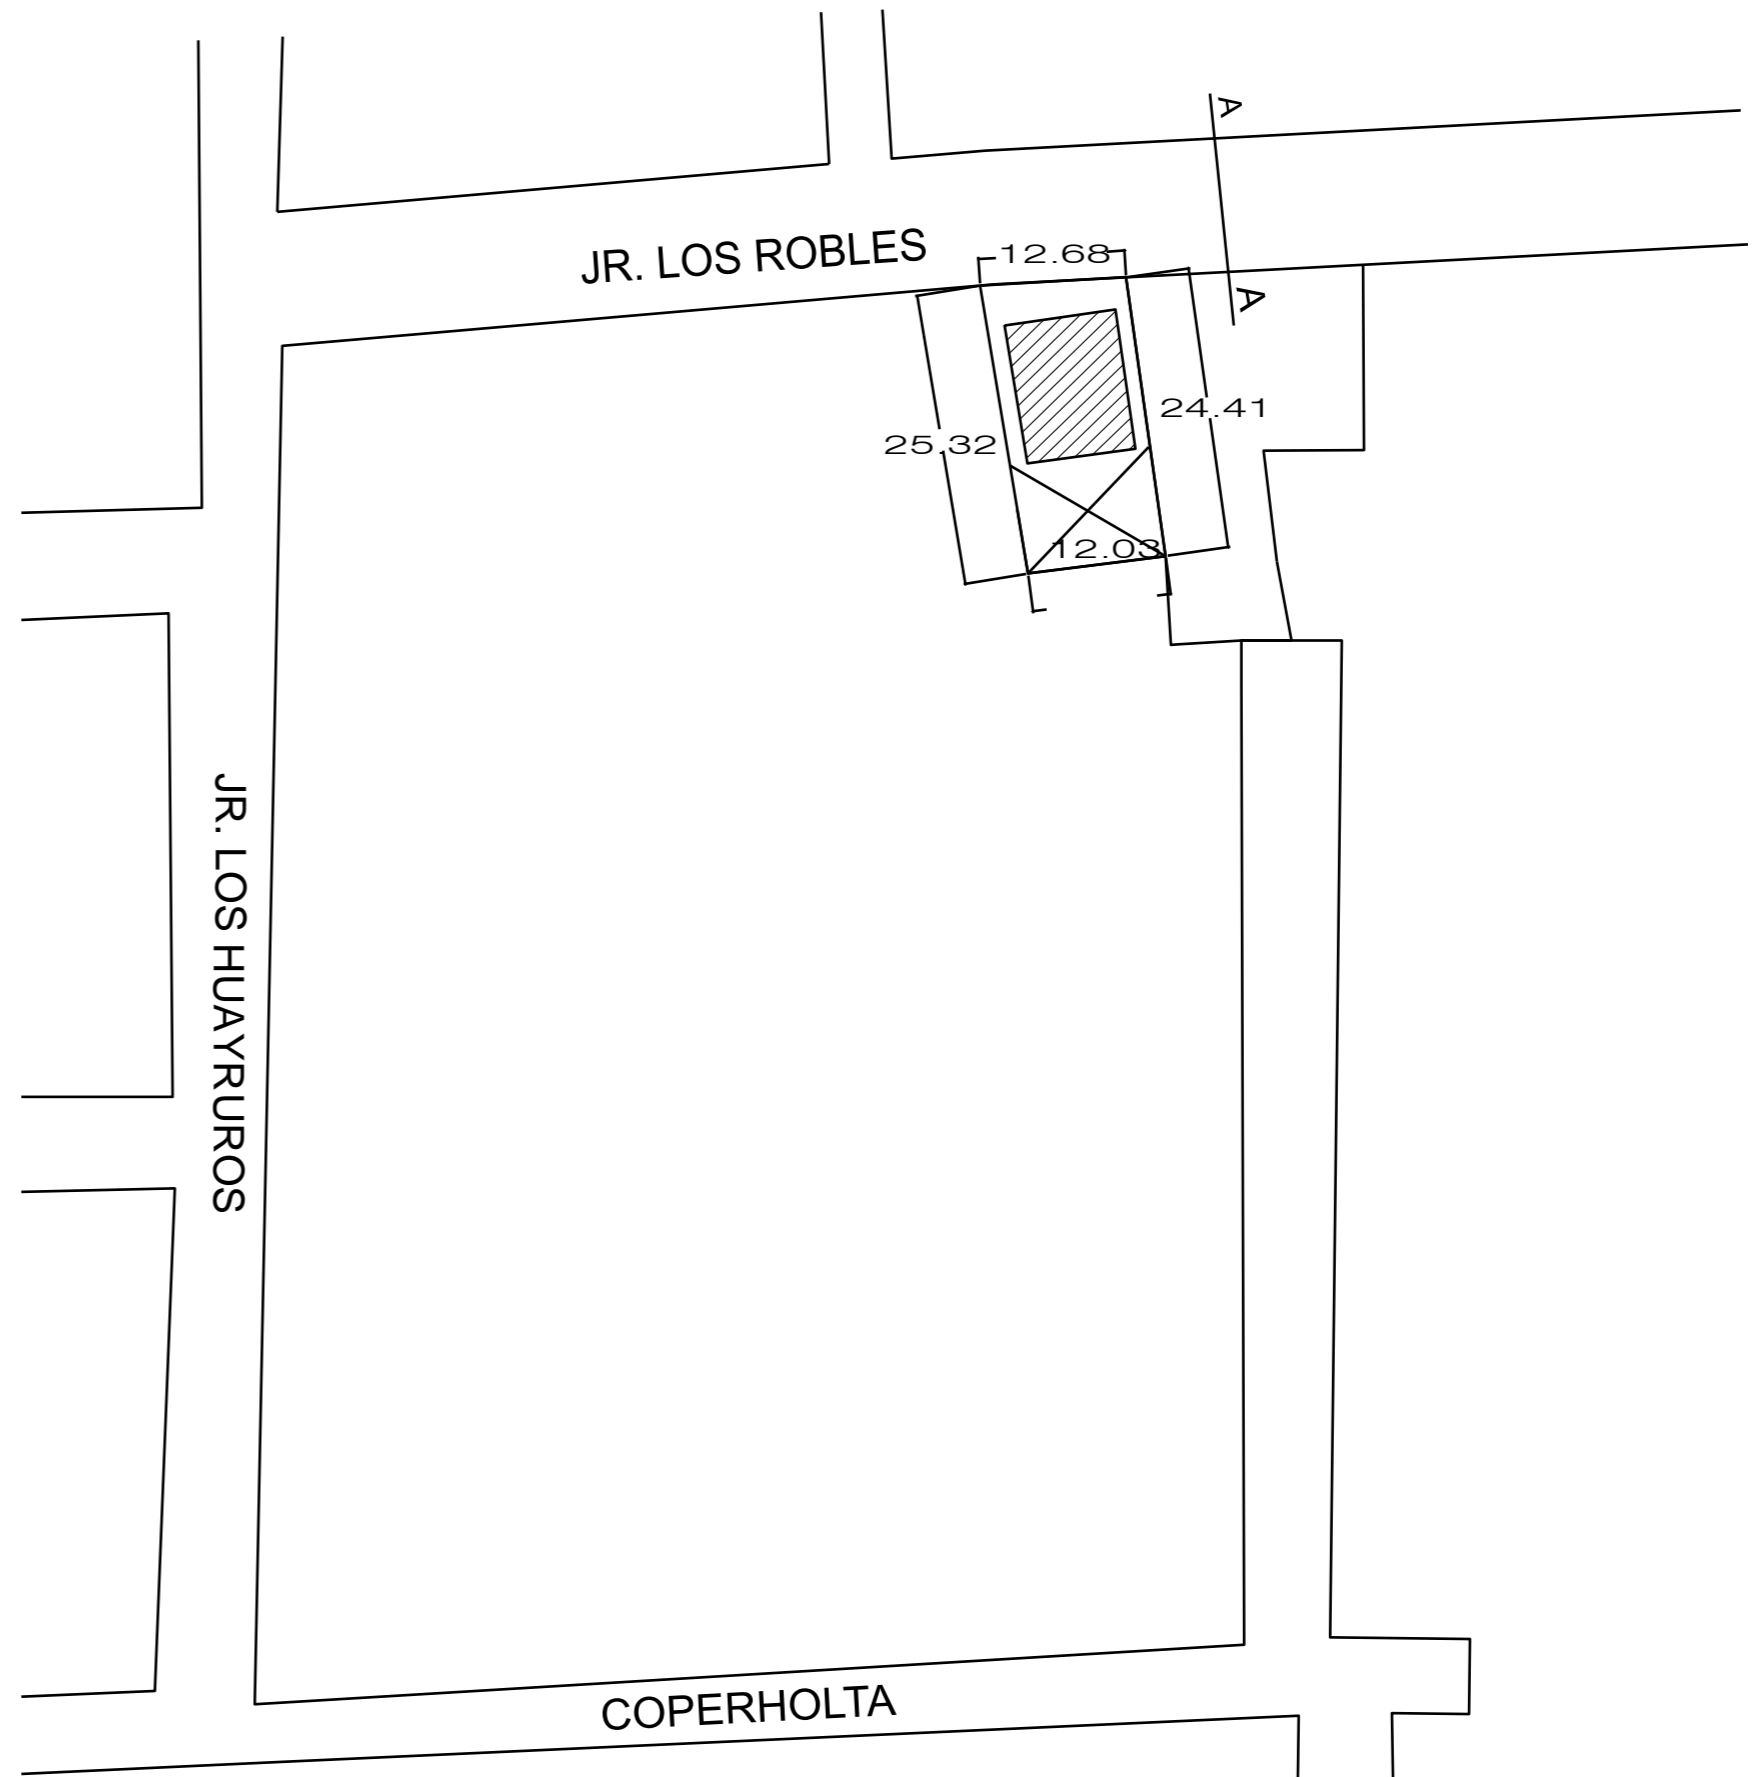 A
JR. LOS ROBLES
12.68
A
24.41
25.32
12.03
JR. LOS HUAYRUROS
COPERHOLTA